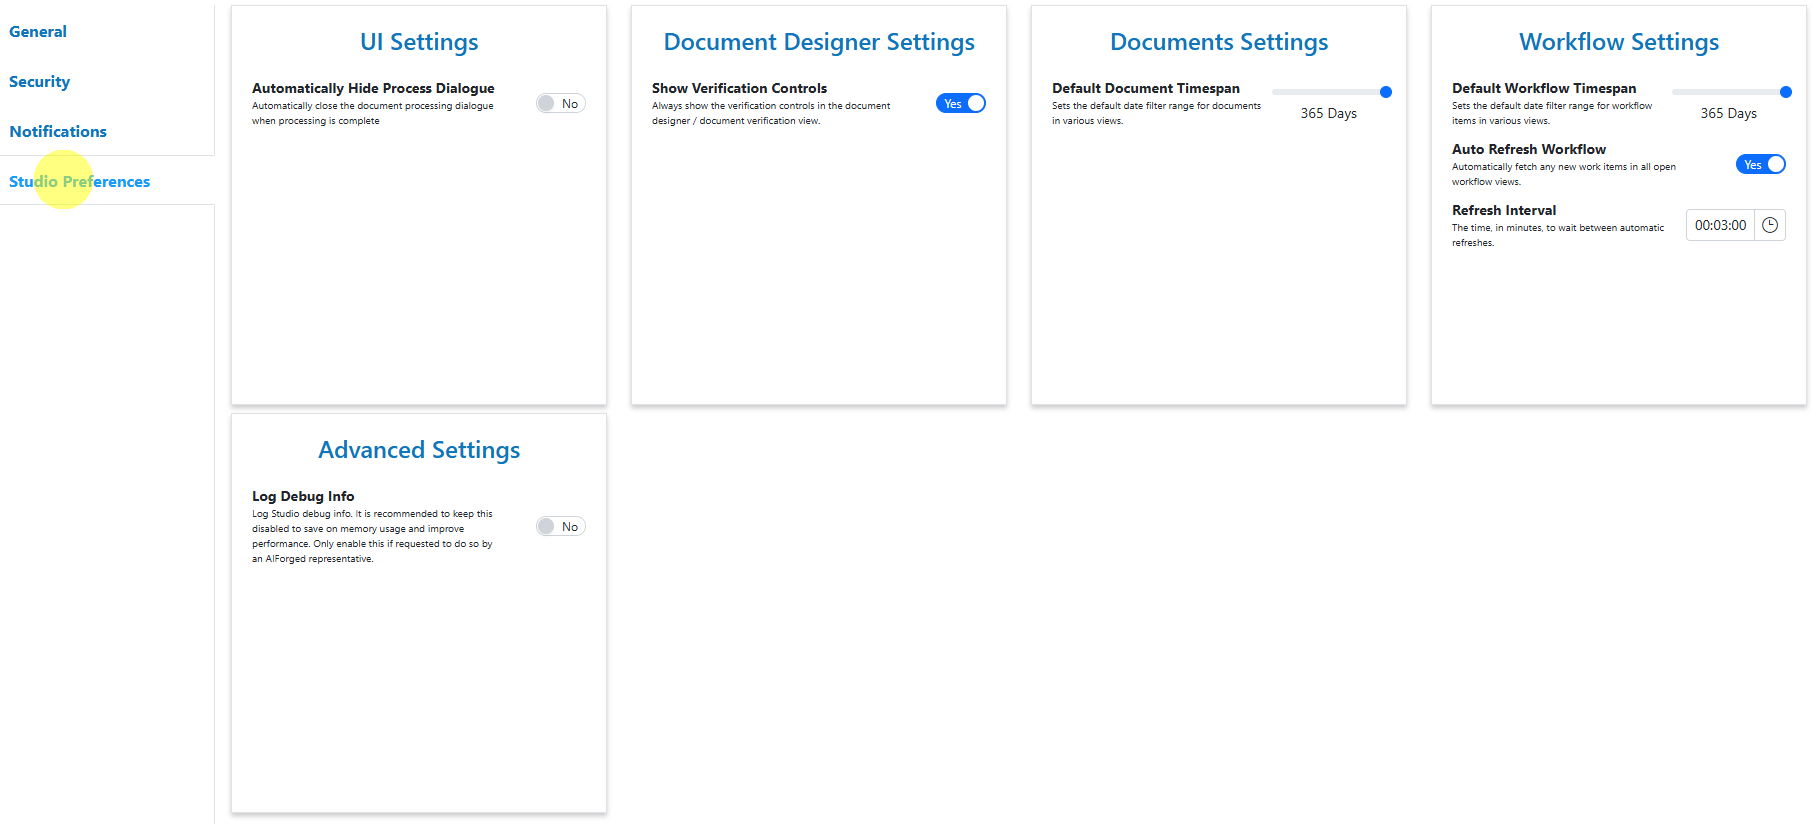 General
Security
Notifications
Studio Preferences
UI Settings
Automatically Hide Process Dialogue
Automatically close the document processing dialogue
when processing is complete
No
Document Designer Settings
Show Verification Controls
Always show the verification controls in the document
designer / document verification view.
Yes
Documents Settings
Default Document Timespan
Sets the default date filter range for documents
in various views.
365 Days
Workflow Settings
Default Workflow Timespan
Sets the default date filter range for workflow
items in various views.
365 Days
Auto Refresh Workflow
Automatically fetch any new work items in all open
workflow views.
Yes
Refresh Interval
The time, in minutes, to wait between automatic
refreshes.
00:03:00
Advanced Settings
Log Debug Info
Log Studio debug info. It is recommended to keep this
disabled to save on memory usage and improve
performance. Only enable this if requested to do so by
an AIForged representative.
No